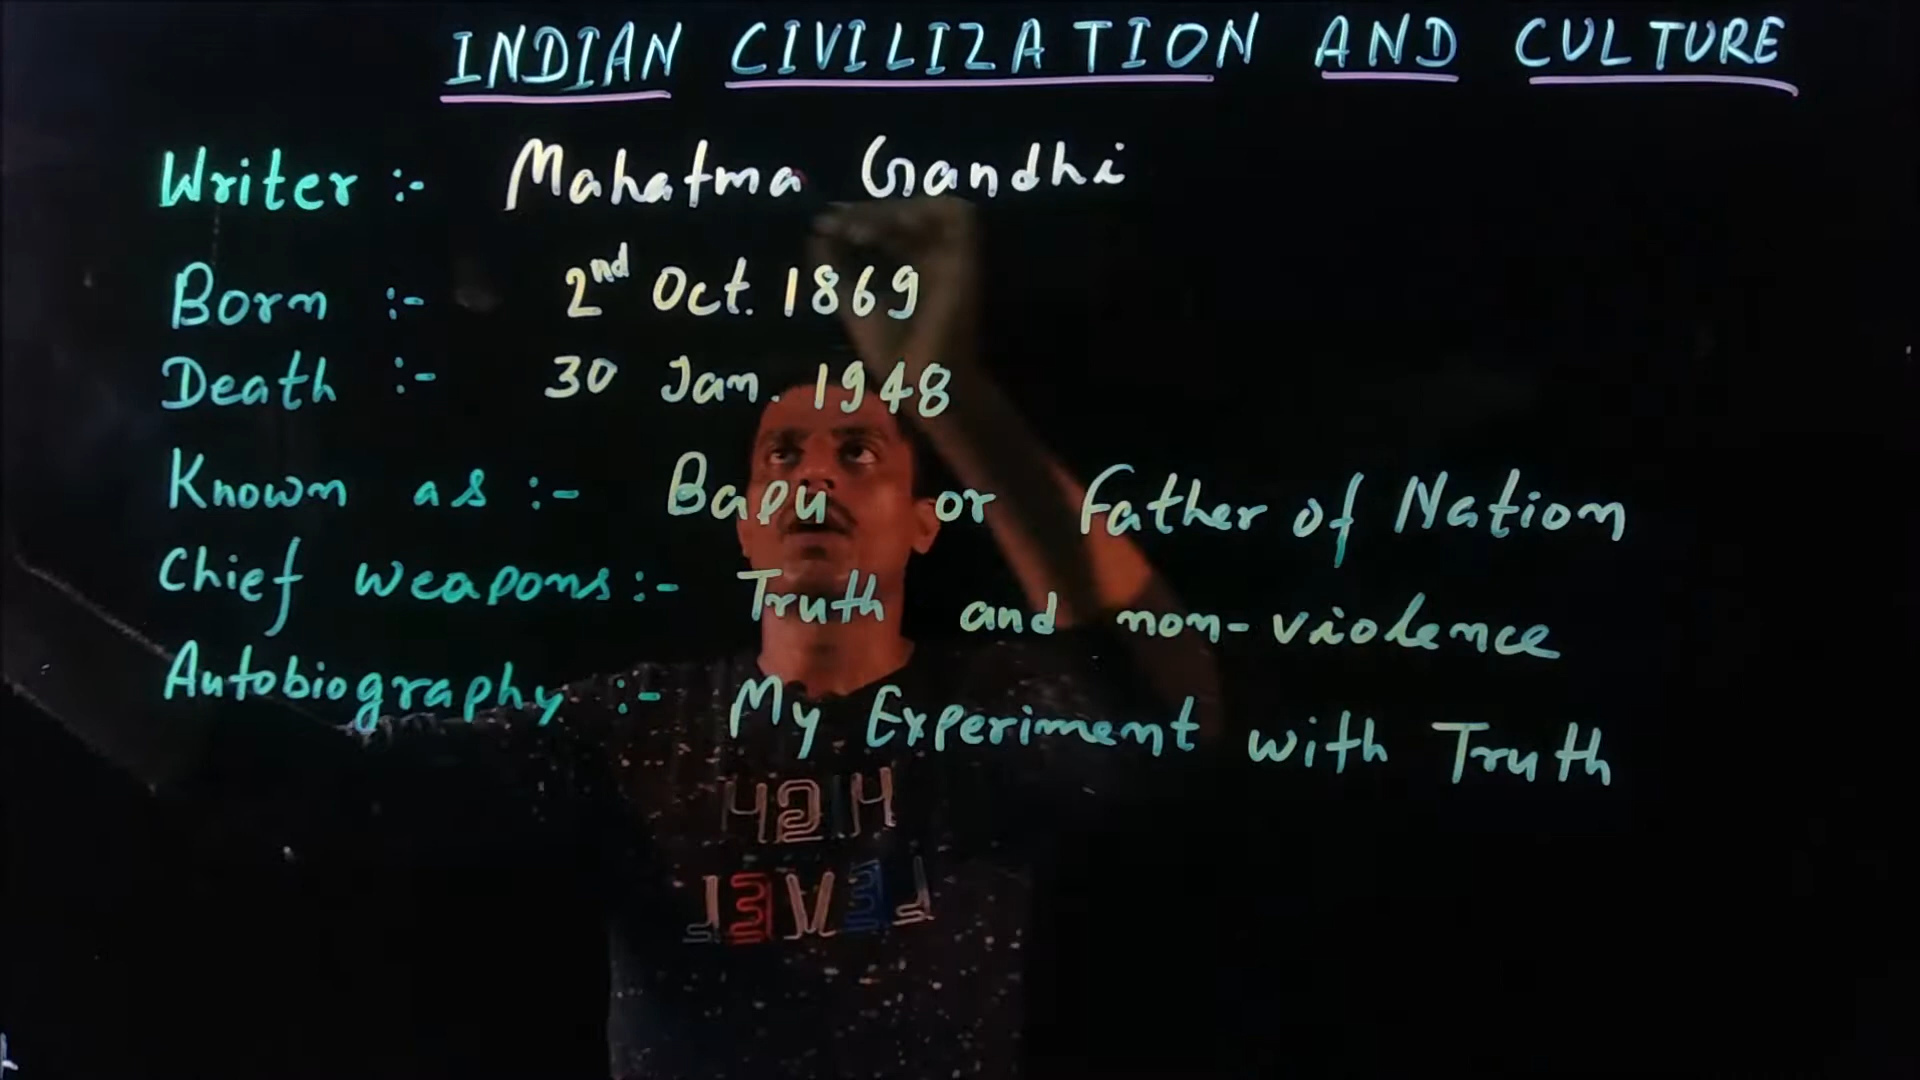 INDIAN CIVILIZATION AND CULTURE
Writer :- Mahatma Gandhi
Born :- 2nd Oct. 1869
Death :- 30 Jan. 1948
Known as :- Bapu or Father of Nation
Chief weapons :- Truth and non-violence
Autobiography :- My Experiment with Truth